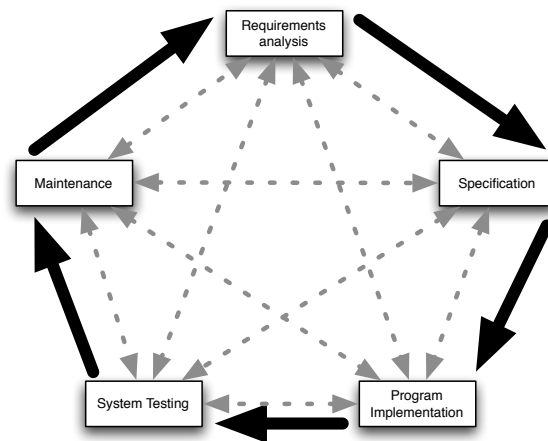 Requirements
analysis
Maintenance
Specification
System Testing
Program
Implementation